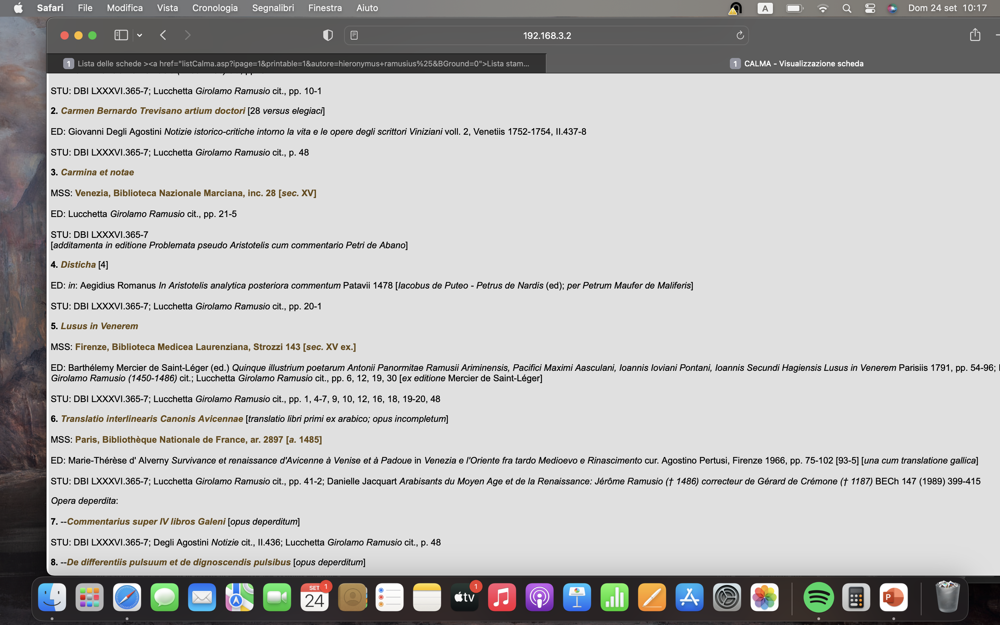 Safari File Modifica Vista Cronologia Segnalibri Finestra Aiuto A Dom 24 set 10:17
192.168.3.2
1 Lista delle schede ><a href="listCalma.asp?ipage=1&printable=1&autore=hieronymus+ramusius%25&BGround=0">Lista stam...
1 CALMA - Visualizzazione scheda
STU: DBI LXXXVI.365-7; Lucchetta Girolamo Ramusio cit., pp. 10-1
2. Carmen Bernardo Trevisano artium doctori [28 versus elegiaci]
ED: Giovanni Degli Agostini Notizie istorico-critiche intorno la vita e le opere degli scrittori Viniziani voll. 2, Venetiis 1752-1754, II.437-8
STU: DBI LXXXVI.365-7; Lucchetta Girolamo Ramusio cit., p. 48
3. Carmina et notae
MSS: Venezia, Biblioteca Nazionale Marciana, inc. 28 [sec. XV]
ED: Lucchetta Girolamo Ramusio cit., pp. 21-5
STU: DBI LXXXVI.365-7
[additamenta in editione Problemata pseudo Aristotelis cum commentario Petri de Abano]
4. Disticha [4]
ED: in: Aegidius Romanus In Aristotelis analytica posteriora commentum Patavii 1478 [Iacobus de Puteo - Petrus de Nardis (ed); per Petrum Maufer de Maliferis]
STU: DBI LXXXVI.365-7; Lucchetta Girolamo Ramusio cit., pp. 20-1
5. Lusus in Venerem
MSS: Firenze, Biblioteca Medicea Laurenziana, Strozzi 143 [sec. XV ex.]
ED: Barthélemy Mercier de Saint-Léger (ed.) Quinque illustrium poetarum Antonii Panormitae Ramusii Ariminensis, Pacifici Maximi Aasculani, Ioannis Ioviani Pontani, Ioannis Secundi Hagiensis Lusus in Venerem Parisiis 1791, pp. 54-96;
Girolamo Ramusio (1450-1486) cit.; Lucchetta Girolamo Ramusio cit., pp. 6, 12, 19, 30 [ex editione Mercier de Saint-Léger]
STU: DBI LXXXVI.365-7; Lucchetta Girolamo Ramusio cit., pp. 1, 4-7, 9, 10, 12, 16, 18, 19-20, 48
6. Translatio interlinearis Canonis Avicennae [translatio libri primi ex arabico; opus incompletum]
MSS: Paris, Bibliothèque Nationale de France, ar. 2897 [a. 1485]
ED: Marie-Thérèse d' Alverny Survivance et renaissance d'Avicenne à Venise et à Padoue in Venezia e l'Oriente fra tardo Medioevo e Rinascimento cur. Agostino Pertusi, Firenze 1966, pp. 75-102 [93-5] [una cum translatione gallica]
STU: DBI LXXXVI.365-7; Lucchetta Girolamo Ramusio cit., pp. 41-2; Danielle Jacquart Arabisants du Moyen Age et de la Renaissance: Jérôme Ramusio († 1486) correcteur de Gérard de Crémone († 1187) BECh 147 (1989) 399-415
Opera deperdita:
7. --Commentarius super IV libros Galeni [opus deperditum]
STU: DBI LXXXVI.365-7; Degli Agostini Notizie cit., II.436; Lucchetta Girolamo Ramusio cit., p. 48
8. --De differentiis pulsuum et de dignoscendis pulsibus [opus deperditum]
SET 1
24
tv 1
P